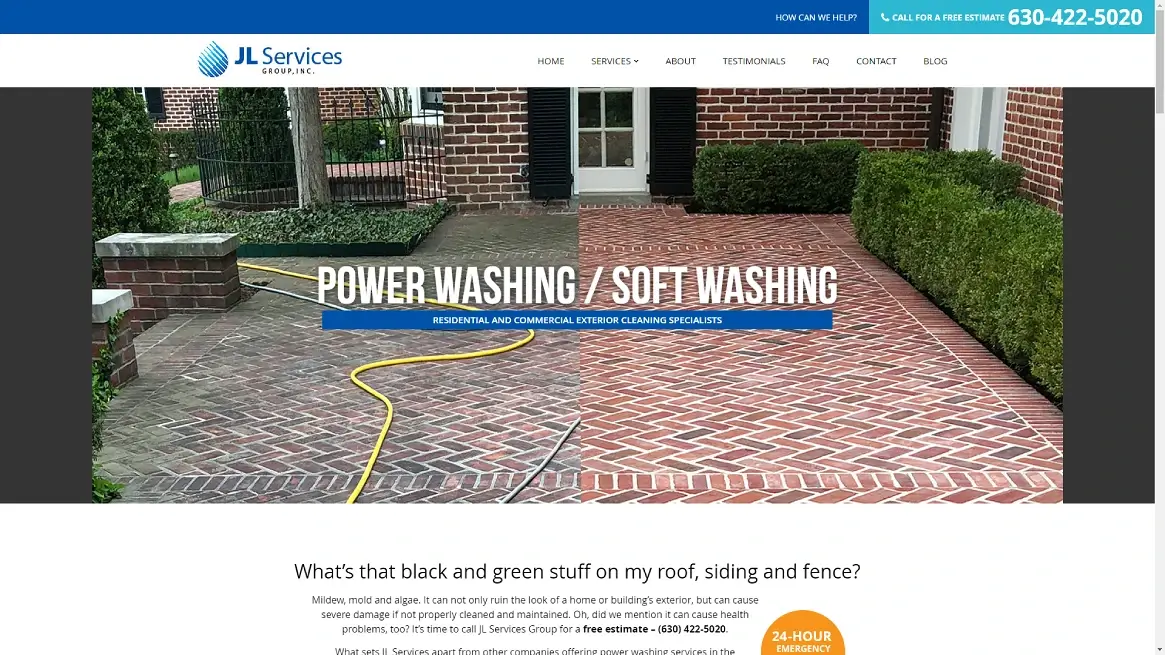 HOW CAN WE HELP?
CALL FOR A FREE ESTIMATE 630-422-5020
JL Services
GROUP, INC.
HOME SERVICES ABOUT TESTIMONIALS FAQ CONTACT BLOG
POWER WASHING / SOFT WASHING
RESIDENTIAL AND COMMERCIAL EXTERIOR CLEANING SPECIALISTS
What's that black and green stuff on my roof, siding and fence?
Mildew, mold and algae. It can not only ruin the look of a home or building's exterior, but can cause
severe damage if not properly cleaned and maintained. Oh, did we mention it can cause health
problems, too? It's time to call JL Services Group for a free estimate – (630) 422-5020.
24-HOUR
EMERGENCY
What sets JL Services apart from other companies offering power washing services in the